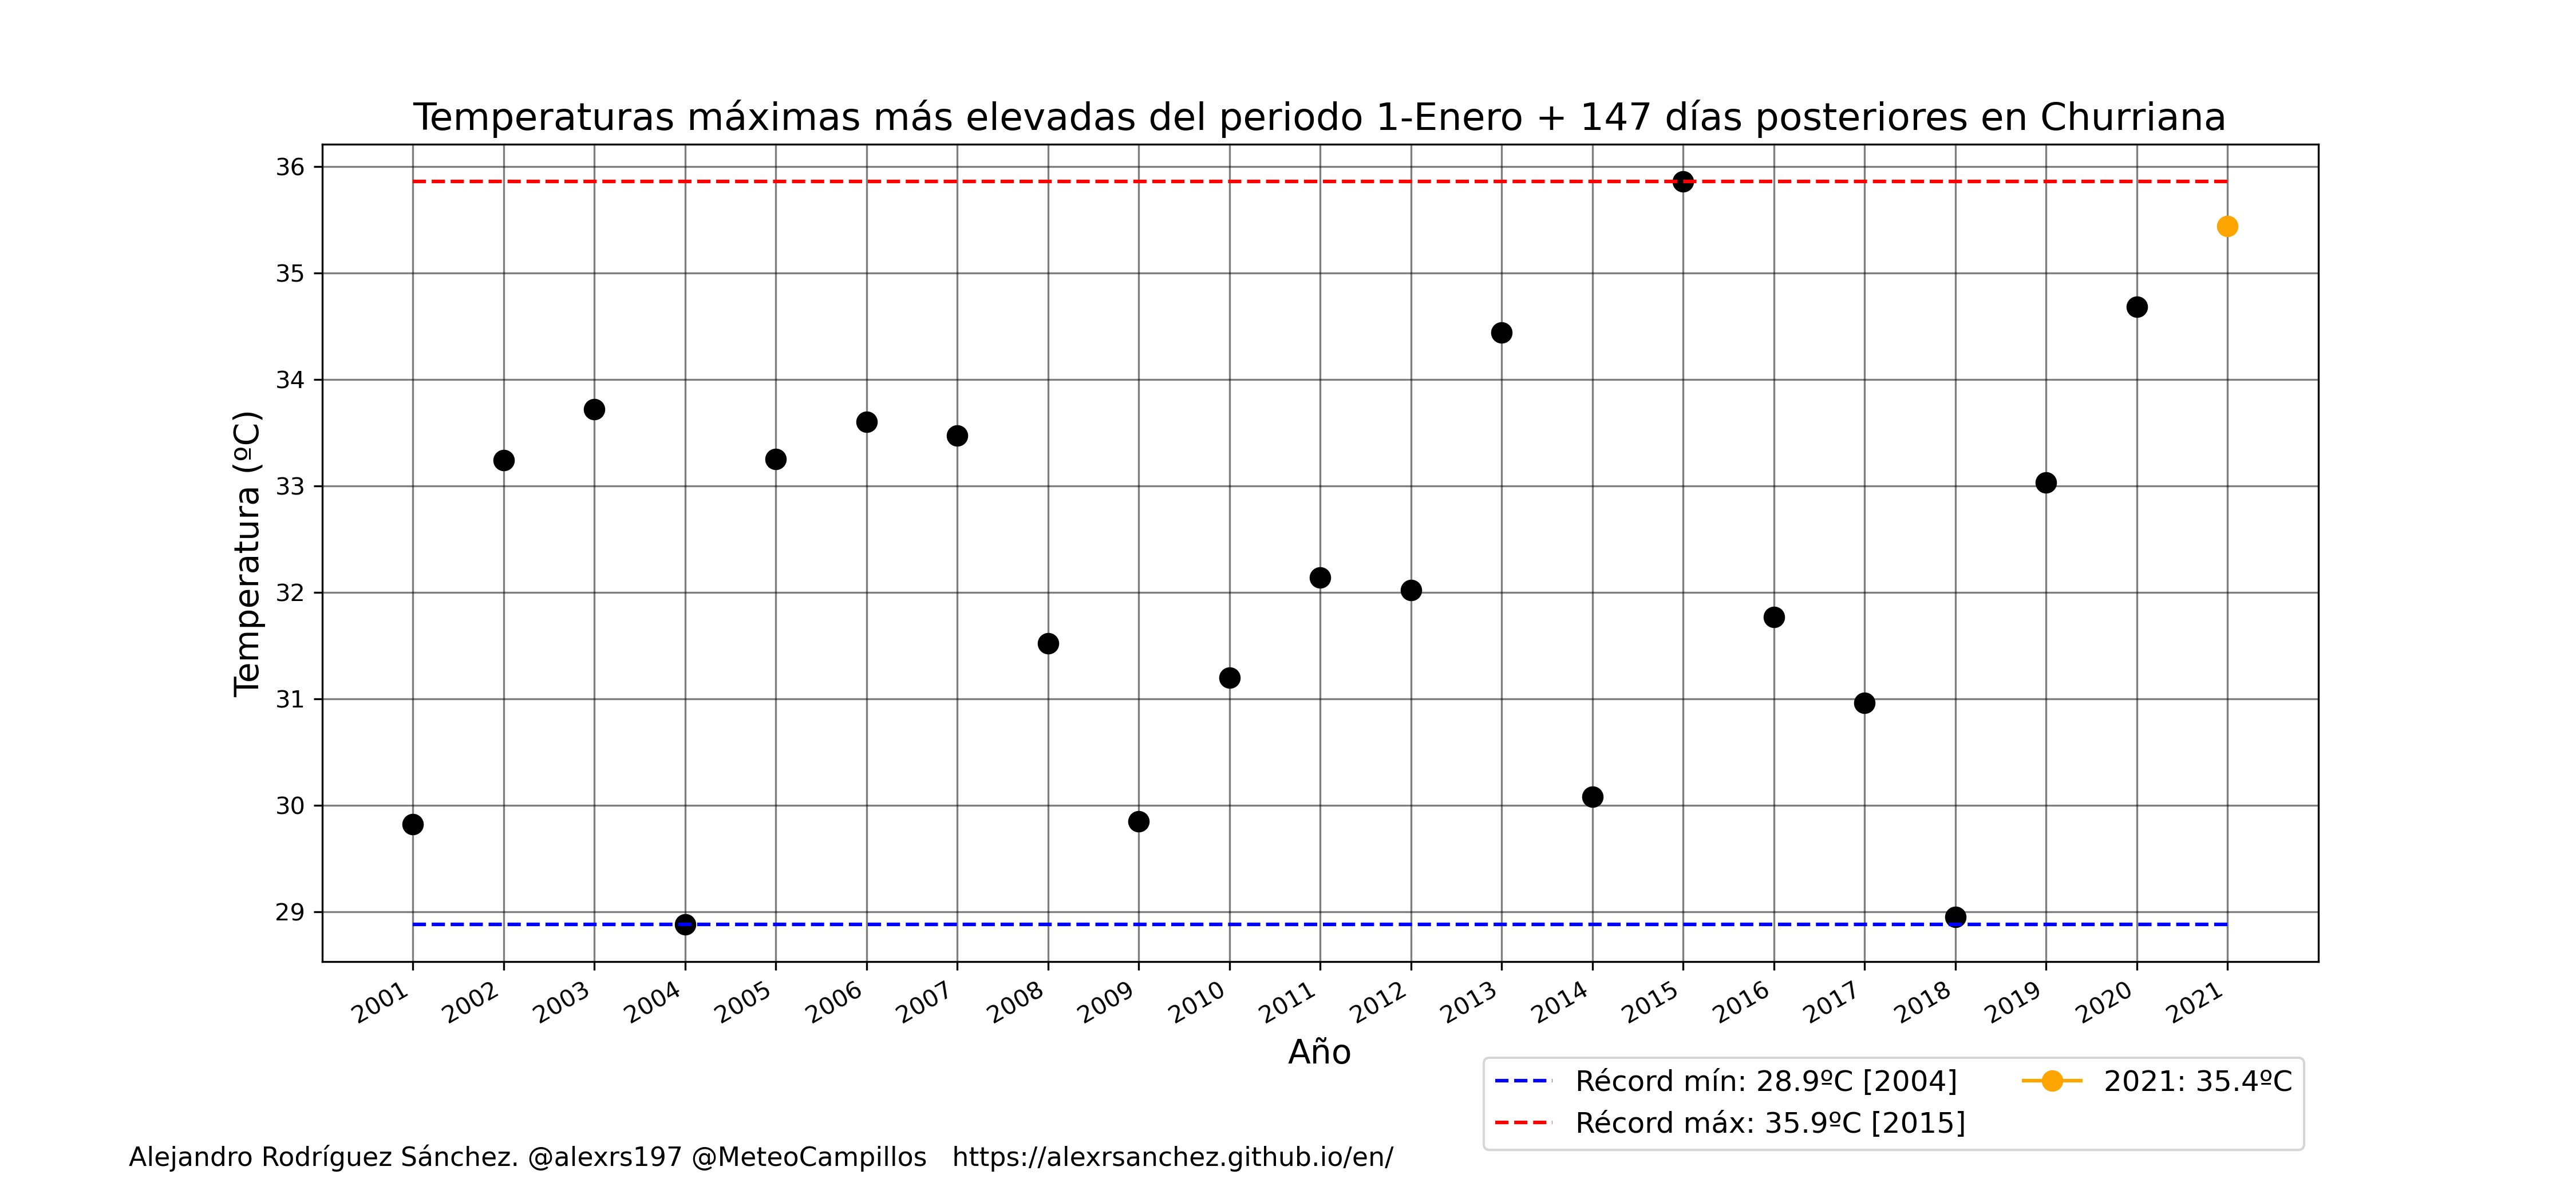 Temperaturas máximas más elevadas del periodo 1-Enero + 147 días posteriores en Churriana
Temperatura (ºC)
36
35
34
33
32
31
30
29
2001 2002 2003 2004 2005 2006 2007 2008 2009 2010 2011 2012 2013 2014 2015 2016 2017 2018 2019 2020 2021
Año
Récord mín: 28.9ºC [2004]
Récord máx: 35.9ºC [2015]
2021: 35.4ºC
Alejandro Rodríguez Sánchez. @alexrs197 @MeteoCampillos https://alexrsanchez.github.io/en/